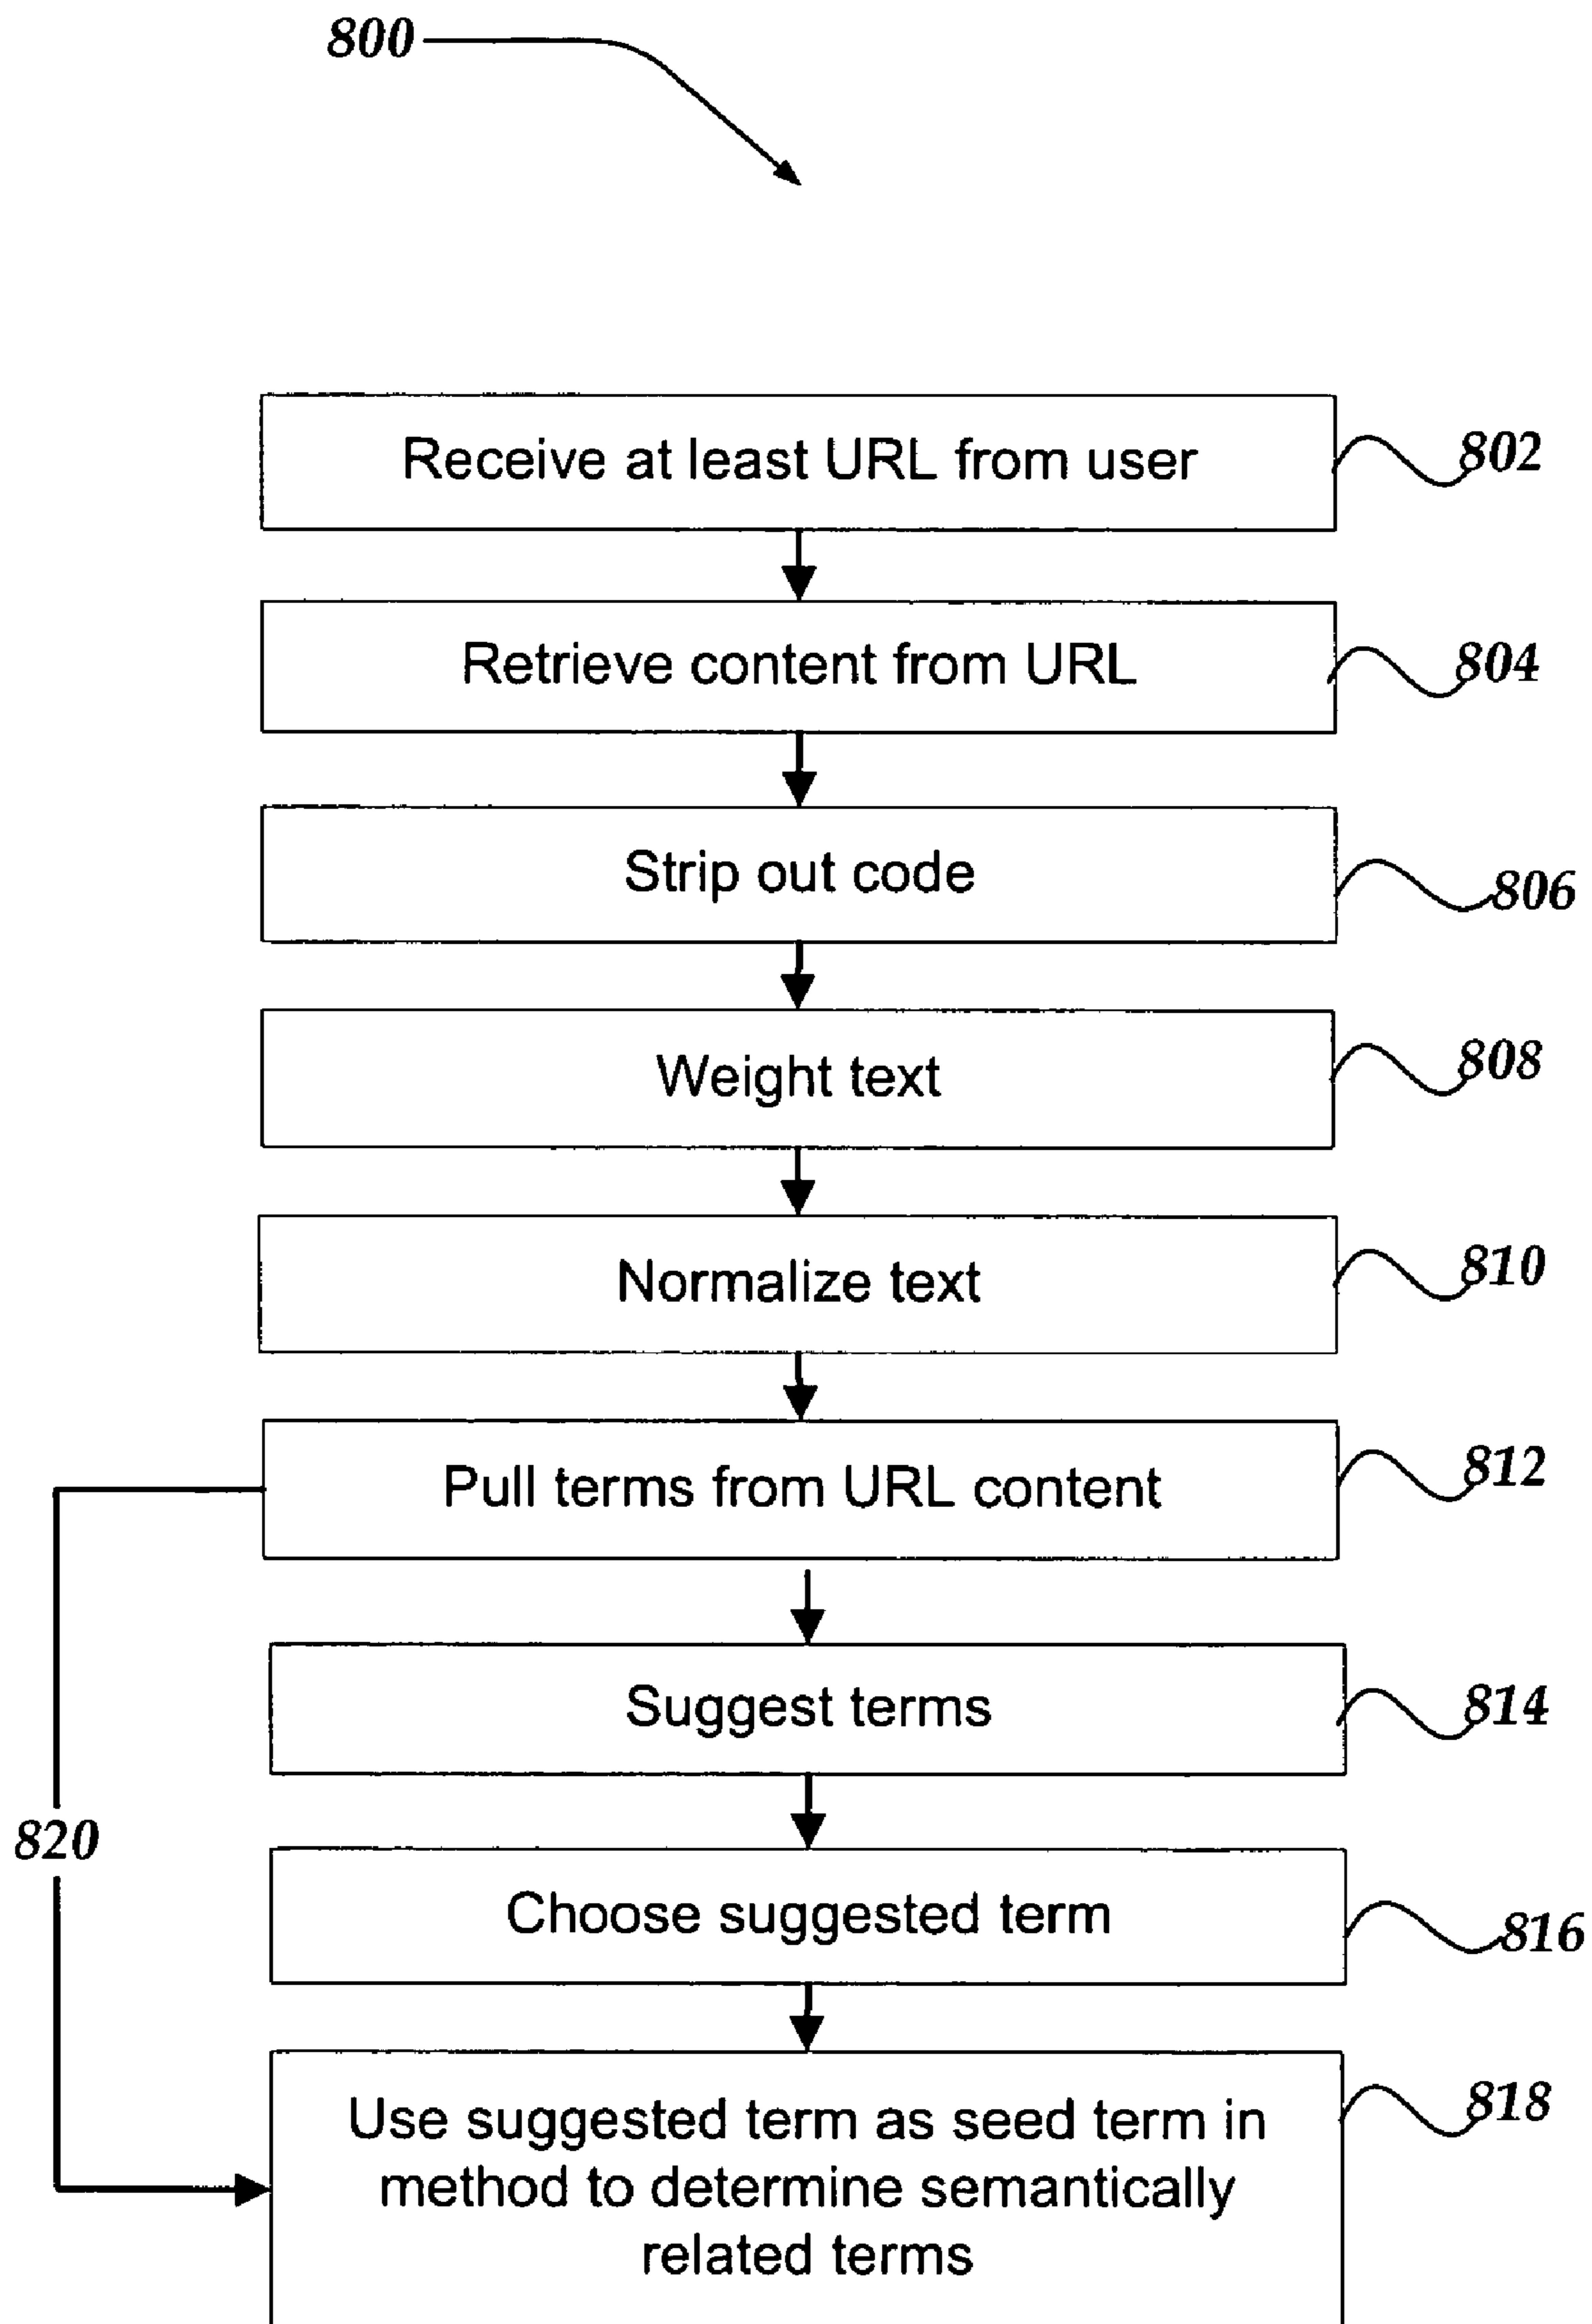 800
Receive at least URL from user
802
Retrieve content from URL
804
Strip out code
806
Weight text
808
Normalize text
810
Pull terms from URL content
812
Suggest terms
814
820
Choose suggested term
816
Use suggested term as seed term in
818
method to determine semantically
related terms